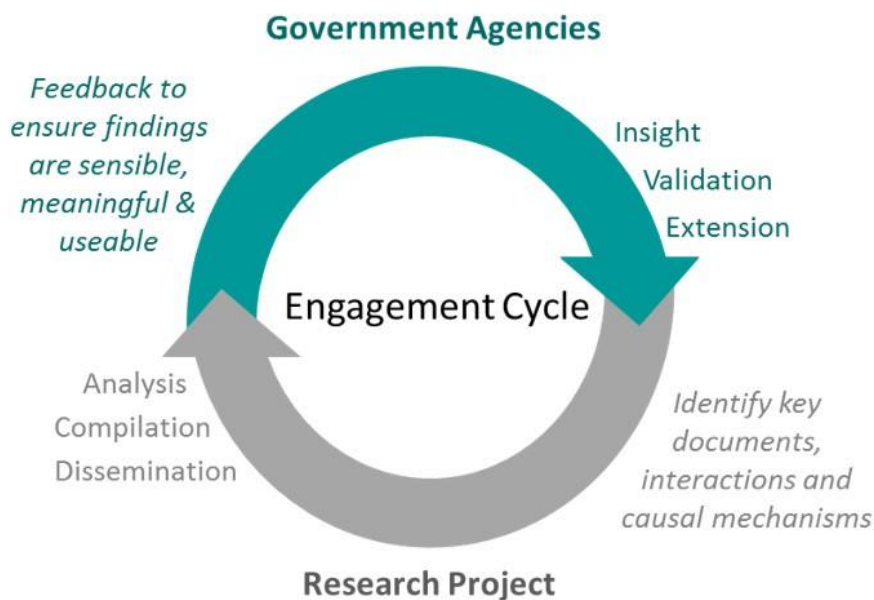 Government Agencies
Feedback to
ensure findings
are sensible,
meaningful &
useable
Insight
Validation
Extension
Engagement Cycle
Analysis
Compilation
Dissemination
Identify key
documents,
interactions and
causal mechanisms
Research Project